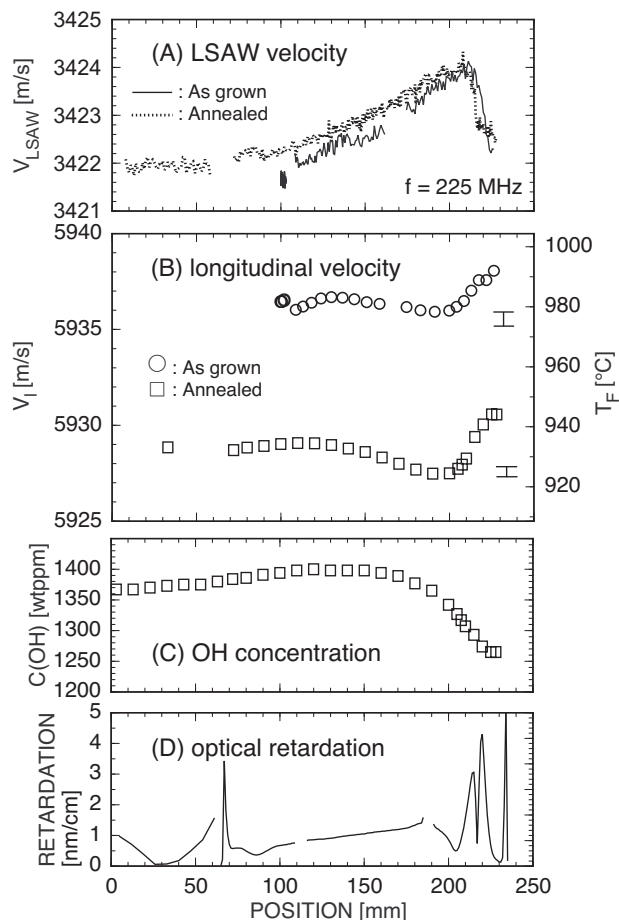 3425
3424
3423
3422
3421
V_LSAW [m/s]
(A) LSAW velocity
: As grown
: Annealed
f = 225 MHz
5940
5935
5930
5925
V_l [m/s]
(B) longitudinal velocity
: As grown
: Annealed
1000
980
960
940
920
T_F [°C]
1400
1350
1300
1250
1200
C(OH) [wtppm]
(C) OH concentration
5
4
3
2
1
0
RETARDATION
[nm/cm]
(D) optical retardation
0 50 100 150 200 250
POSITION [mm]